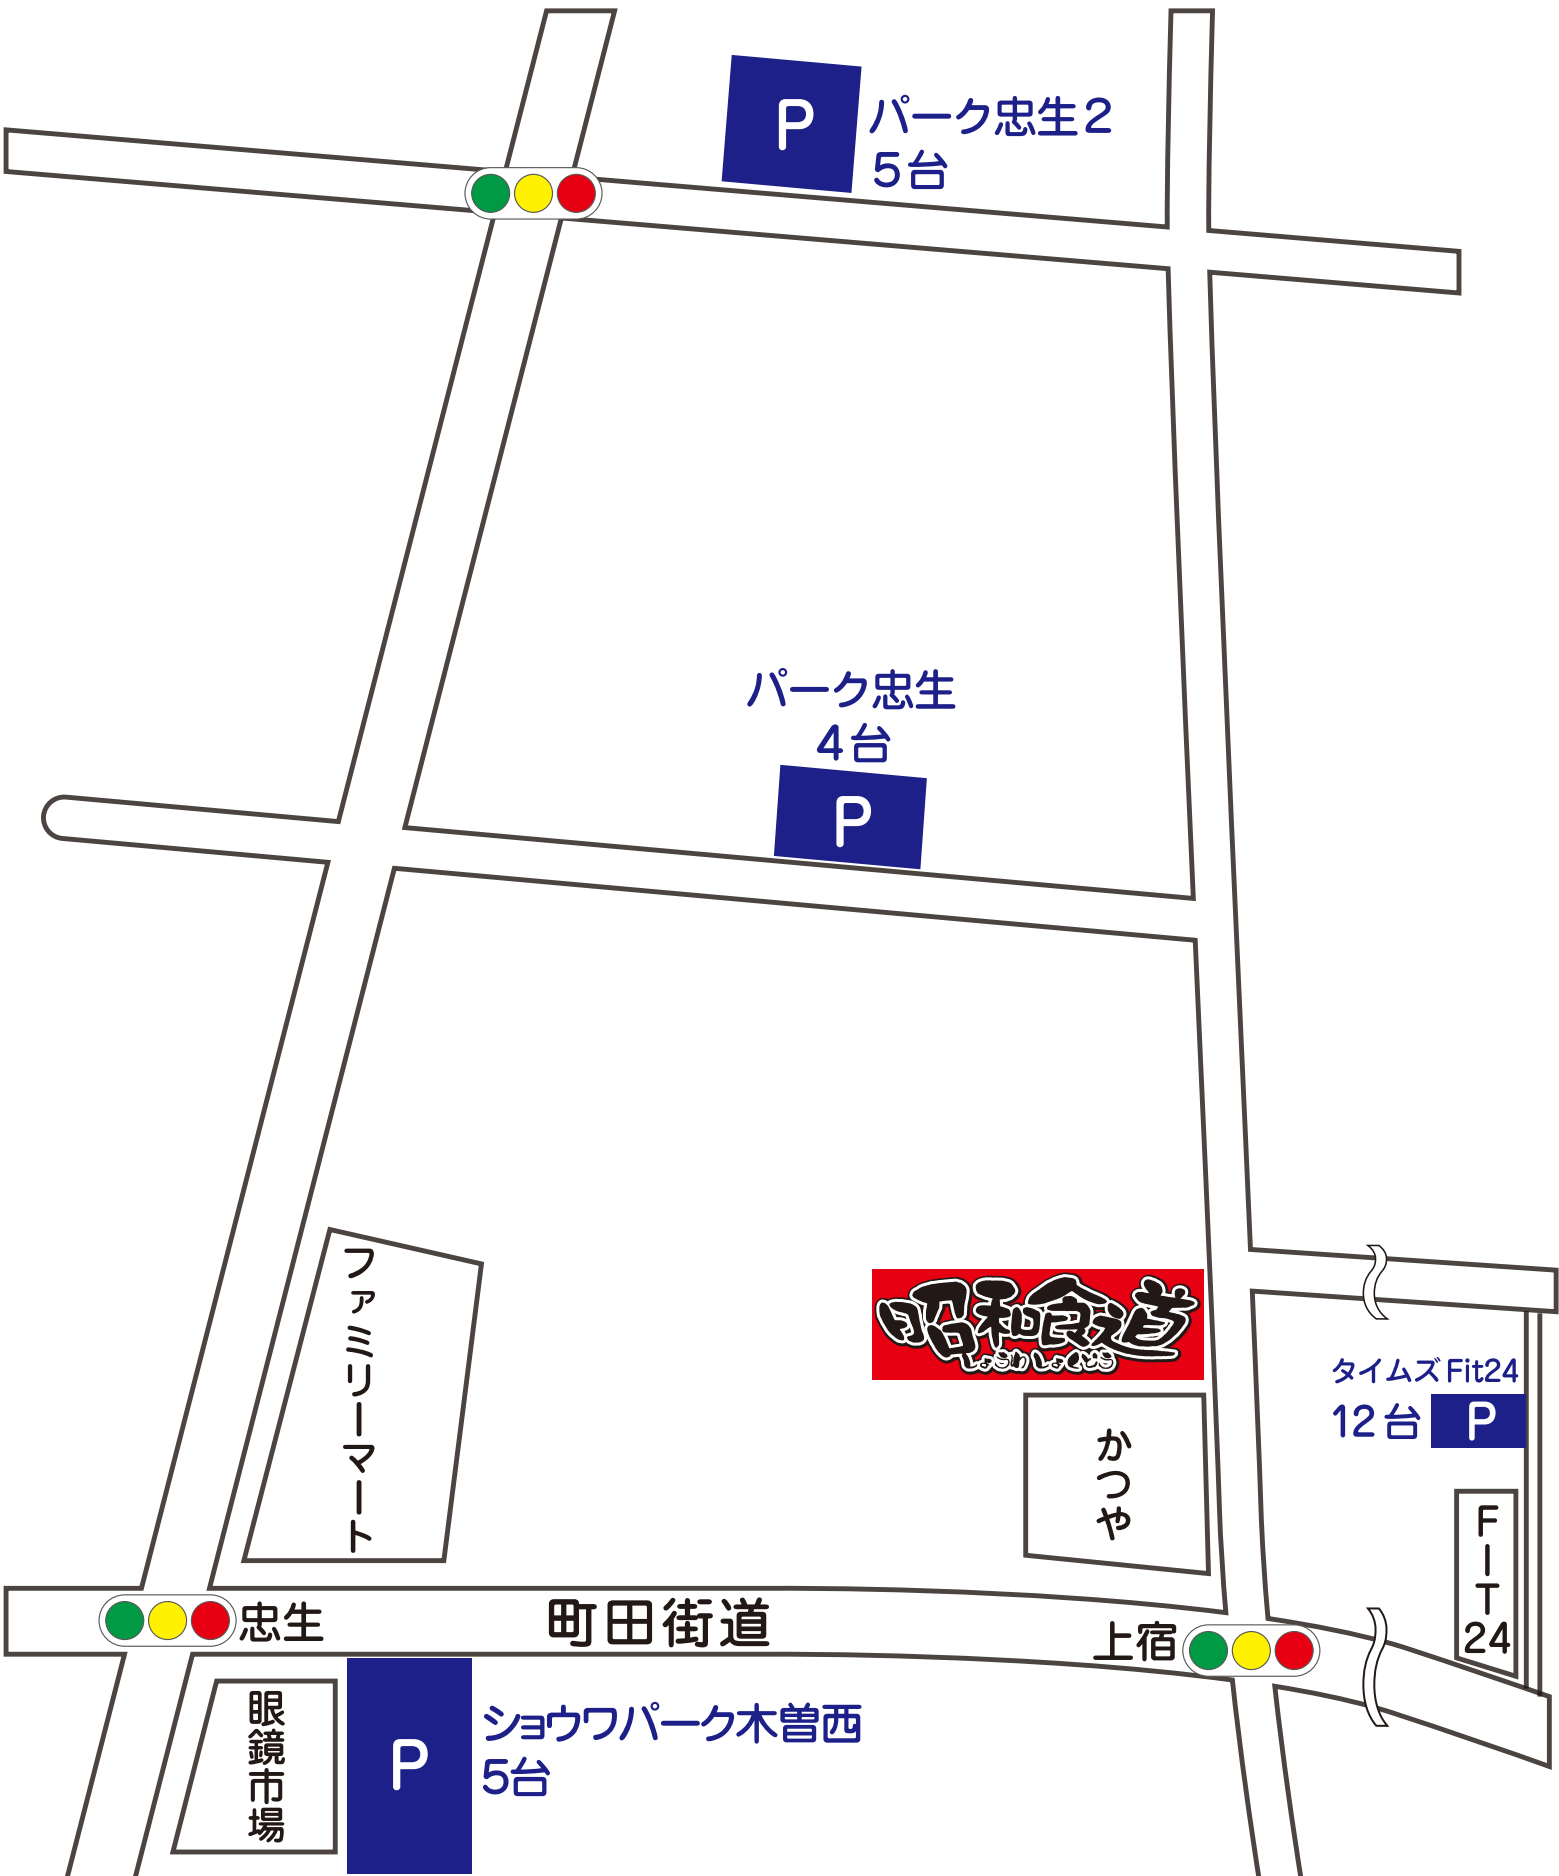 P
パーク忠生2
5台
パーク忠生
4台
P
ファミリーマート
昭和食道
しょうわしょくどう
かつや
タイムズFit24
12台
P
FIT24
忠生
町田街道
上宿
眼鏡市場
P
ショウワパーク木曽西
5台